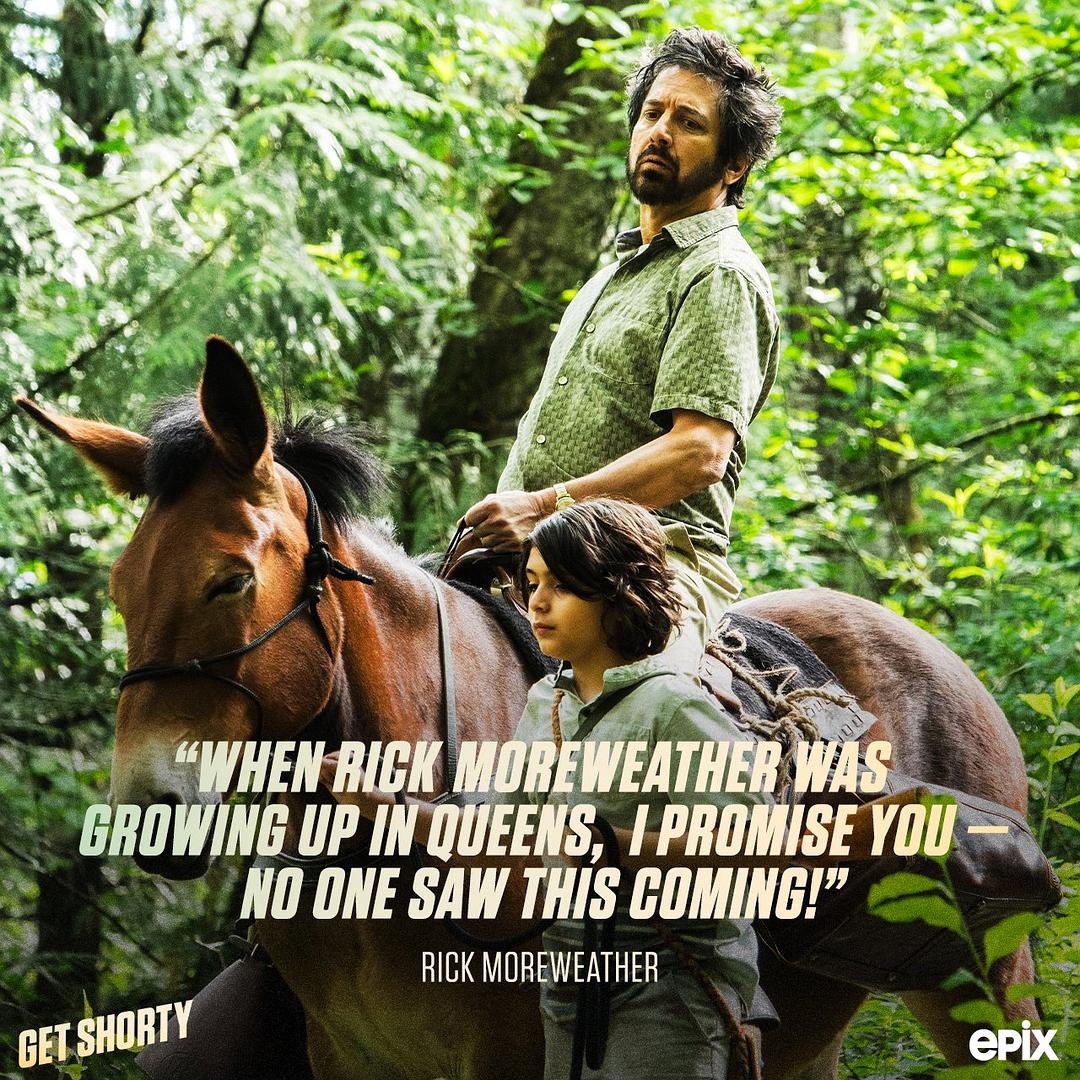 “WHEN RICK MOREWEATHER WAS
GROWING UP IN QUEENS, I PROMISE YOU —
NO ONE SAW THIS COMING!”
RICK MOREWEATHER
GET SHORTY
epix